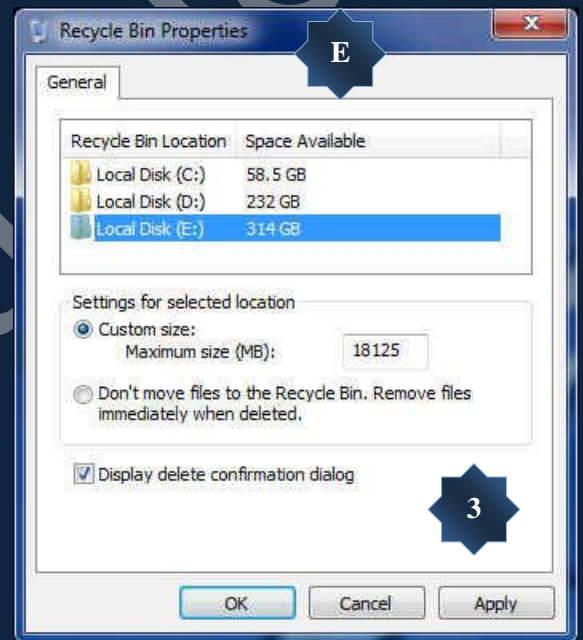 Recycle Bin Properties
E
General
Recycle Bin Location Space Available
Local Disk (C:) 58.5 GB
Local Disk (D:) 232 GB
Local Disk (E:) 314 GB
Settings for selected location
Custom size:
Maximum size (MB): 18125
Don't move files to the Recycle Bin. Remove files
immediately when deleted.
Display delete confirmation dialog
3
OK Cancel Apply